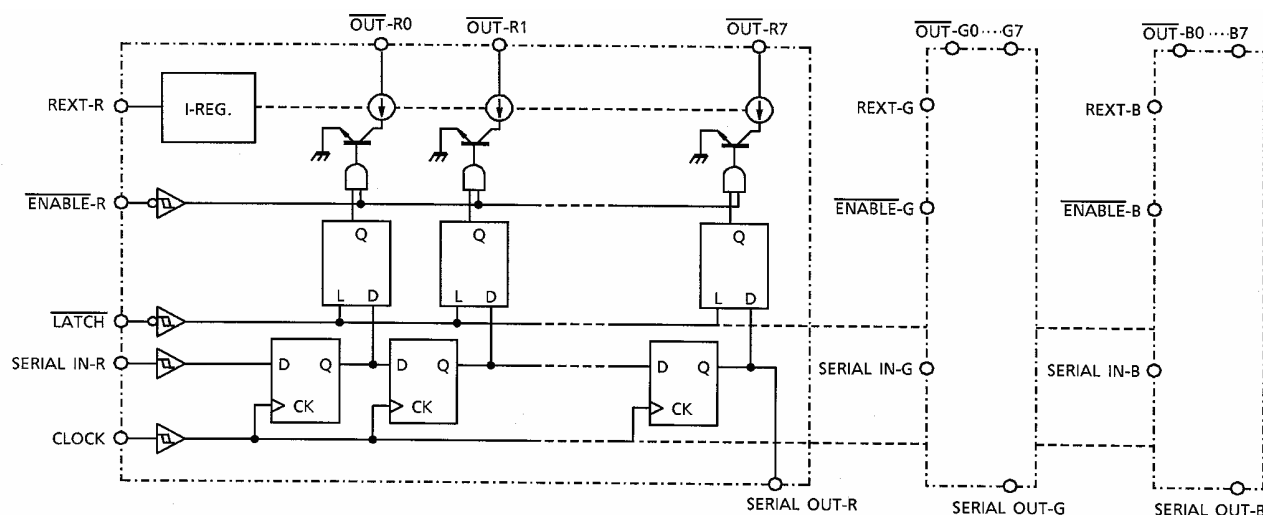 OUT-R0
OUT-R1
OUT-R7
OUT-G0····G7
OUT-B0····B7
REXT-R
I-REG.
REXT-G
REXT-B
ENABLE-R
ENABLE-G
ENABLE-B
Q
Q
Q
L D
L D
L D
LATCH
SERIAL IN-R
D Q
CK
D Q
CK
D Q
CK
SERIAL IN-G
SERIAL IN-B
CLOCK
SERIAL OUT-R
SERIAL OUT-G
SERIAL OUT-B